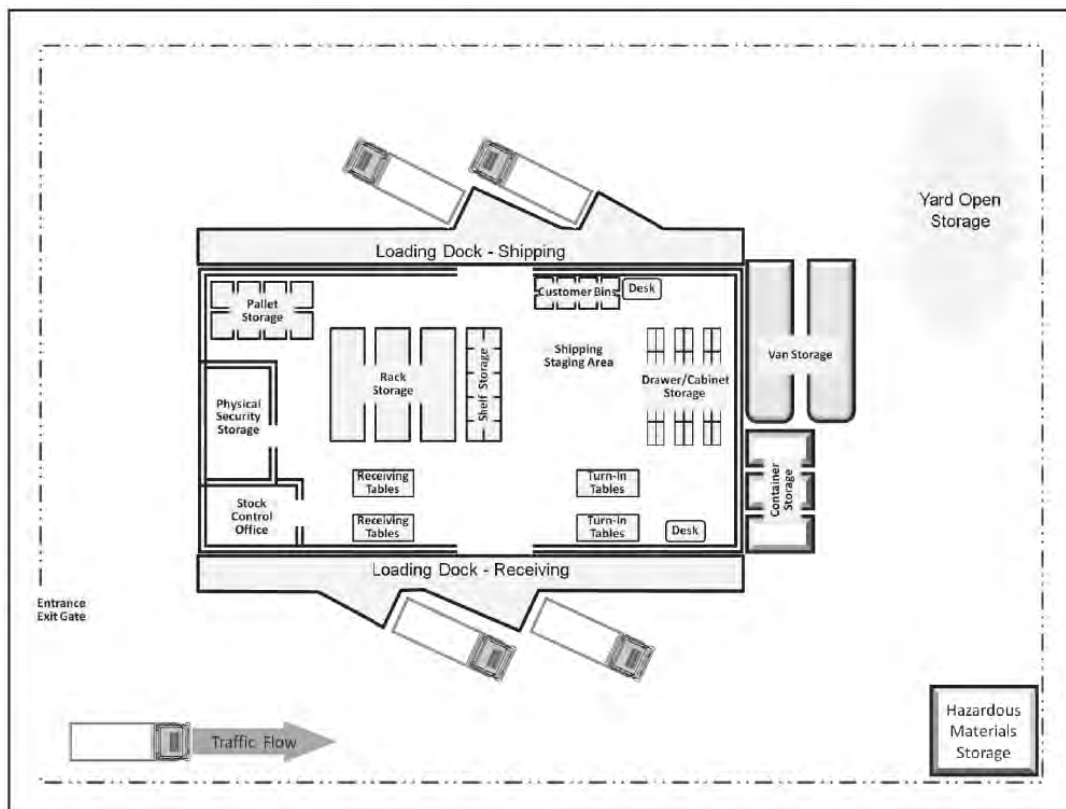 Yard Open
Storage
Loading Dock - Shipping
Pallet
Storage
Customer Bins
Desk
Rack
Storage
Shelf Storage
Shipping
Staging Area
Drawer/Cabinet
Storage
Van Storage
Physical
Security
Storage
Container
Storage
Stock
Control
Office
Receiving
Tables
Receiving
Tables
Turn-In
Tables
Turn-In
Tables
Desk
Loading Dock - Receiving
Entrance
Exit Gate
Traffic Flow
Hazardous
Materials
Storage